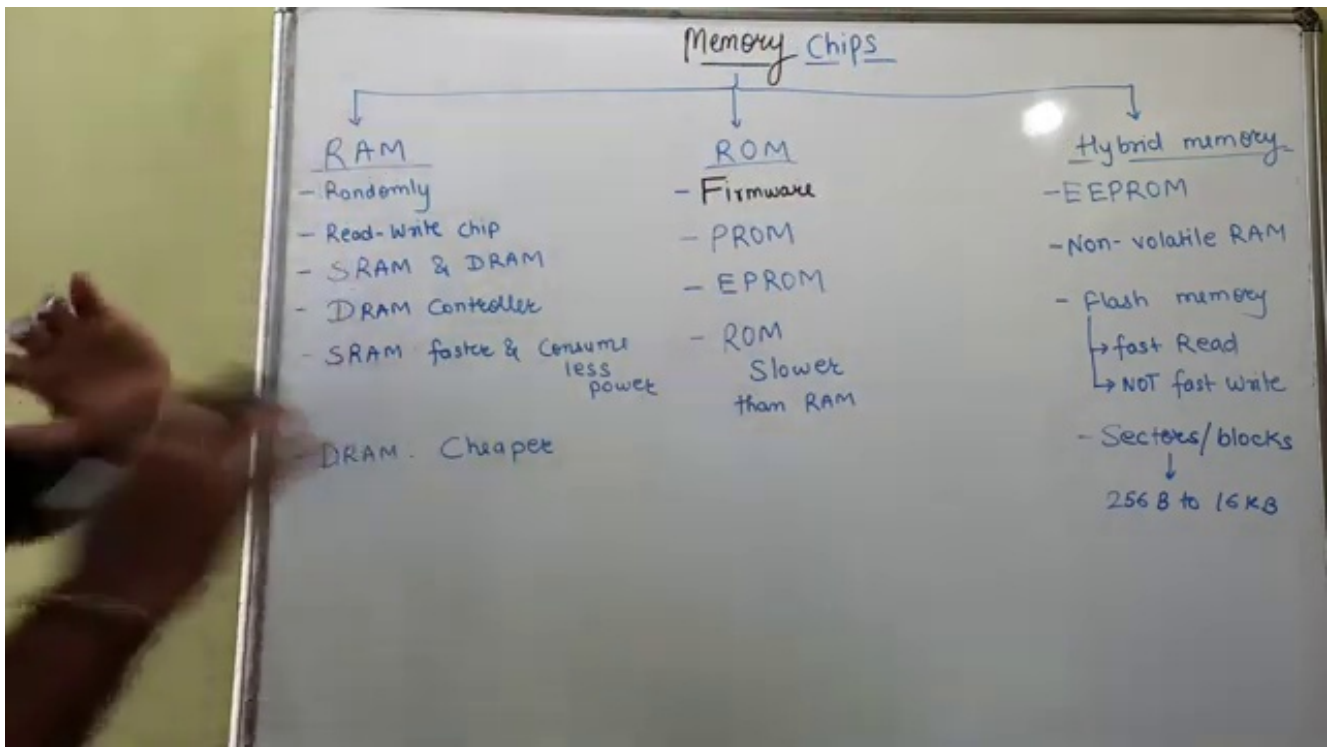 Memory Chips
RAM
- Randomly
- Read-Write chip
- SRAM & DRAM
- DRAM Controller
- SRAM faster & Consume
less
power
- DRAM. Cheaper
ROM
- Firmware
- PROM
- EPROM
- ROM
Slower
than RAM
Hybrid memory
- EEPROM
- Non-volatile RAM
- Flash memory
→ fast Read
→ NOT fast Write
- Sectors/blocks
↓
256 B to 16 KB